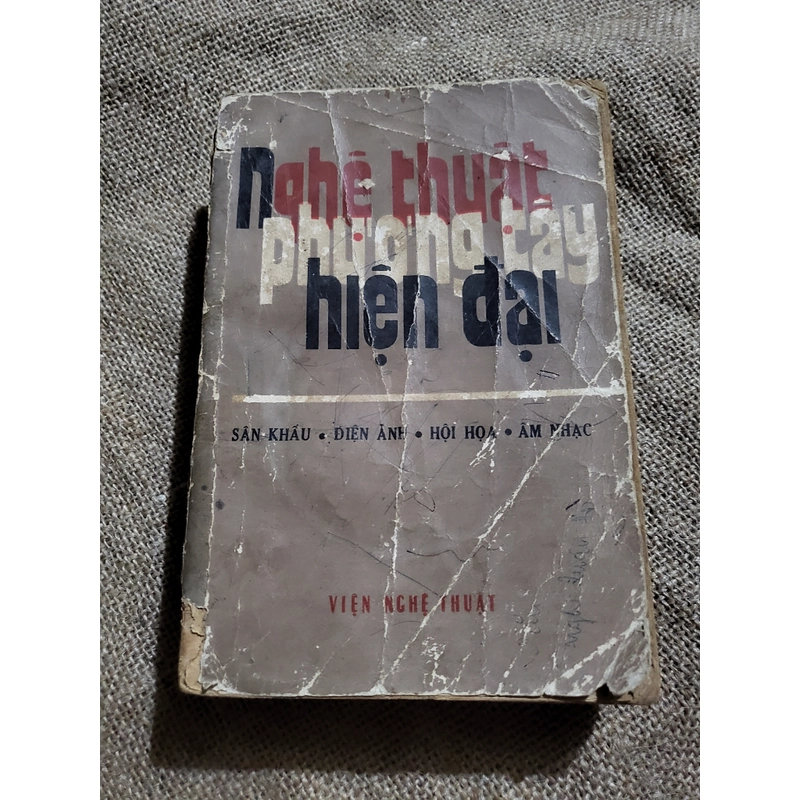 Nghệ thuật
phương tây
hiện đại
SÂN KHẤU • ĐIỆN ẢNH • HỘI HỌA • ÂM NHẠC
VIỆN NGHỆ THUẬT